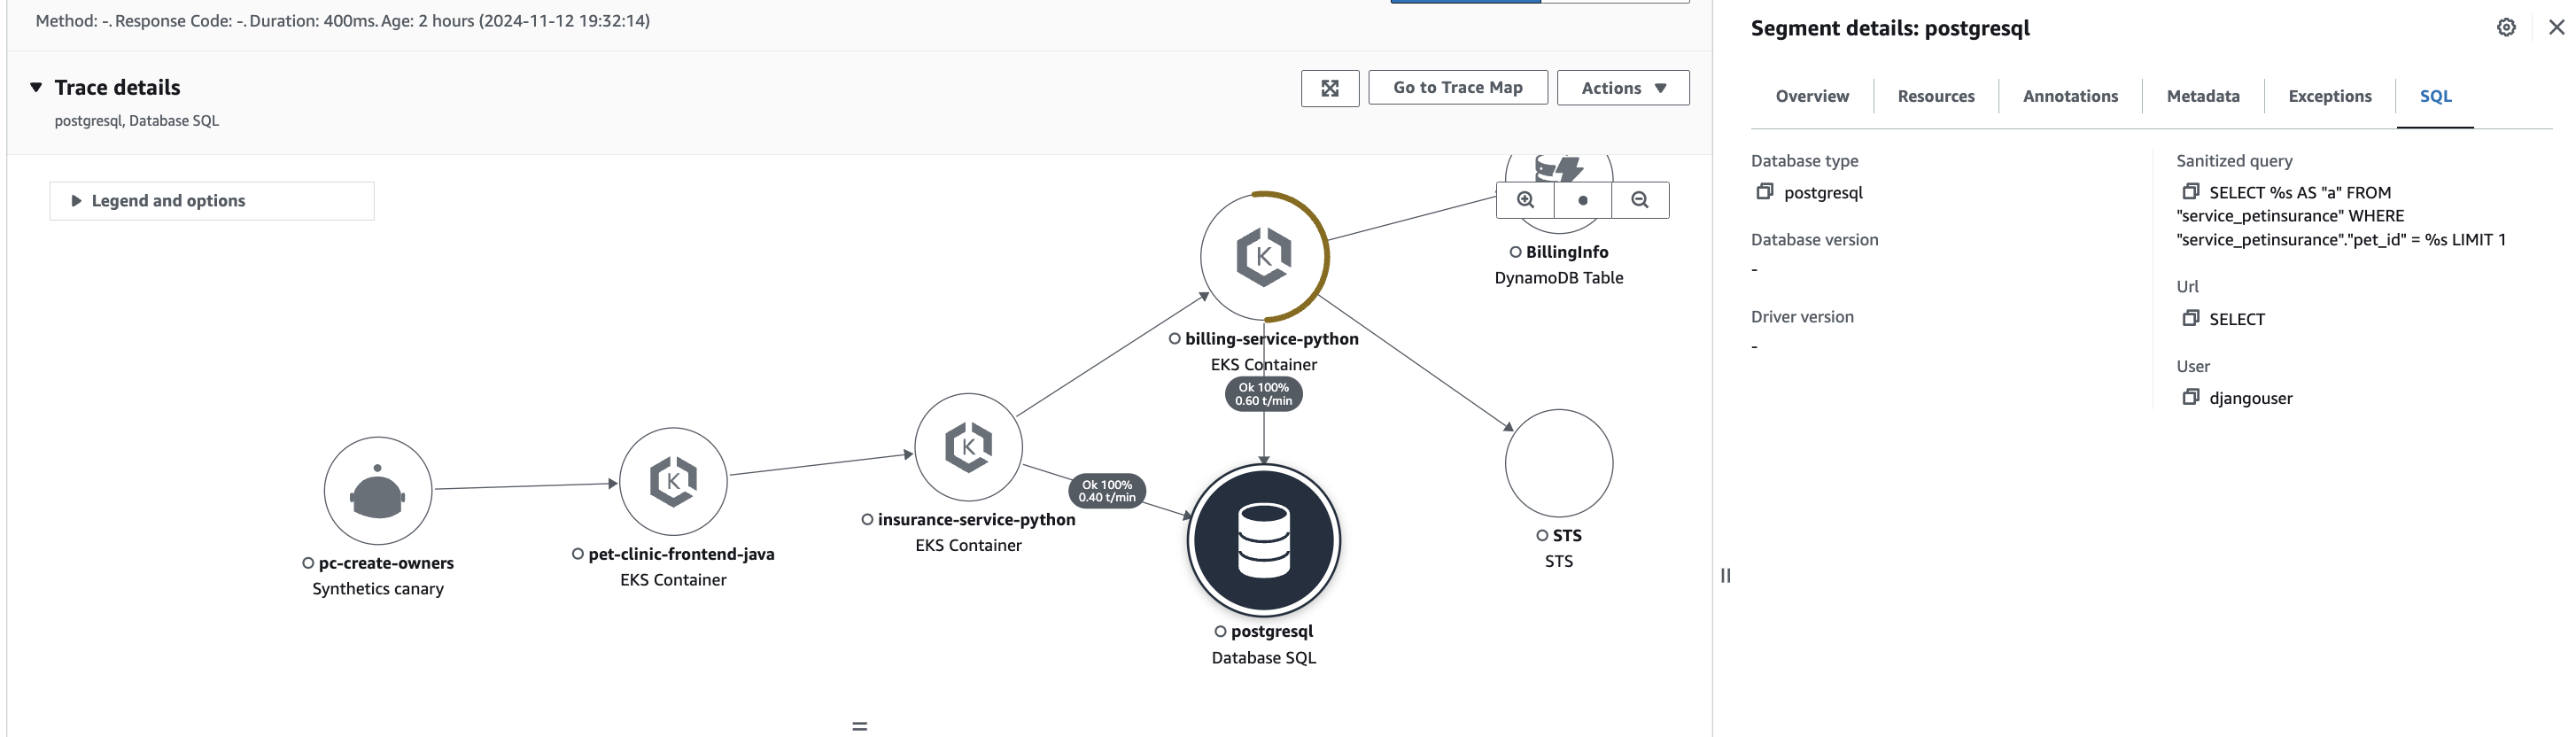 Method: -. Response Code: -. Duration: 400ms. Age: 2 hours (2024-11-12 19:32:14)
Trace details
postgresql, Database SQL
Go to Trace Map
Actions
Legend and options
BillingInfo
DynamoDB Table
billing-service-python
EKS Container
Ok 100%
0.60 t/min
insurance-service-python
EKS Container
Ok 100%
0.40 t/min
pet-clinic-frontend-java
EKS Container
pc-create-owners
Synthetics canary
STS
STS
postgresql
Database SQL
Segment details: postgresql
Overview
Resources
Annotations
Metadata
Exceptions
SQL
Database type
postgresql
Database version
-
Driver version
-
Sanitized query
SELECT %s AS "a" FROM
"service_petinsurance" WHERE
"service_petinsurance"."pet_id" = %s LIMIT 1
Url
SELECT
User
djangouser